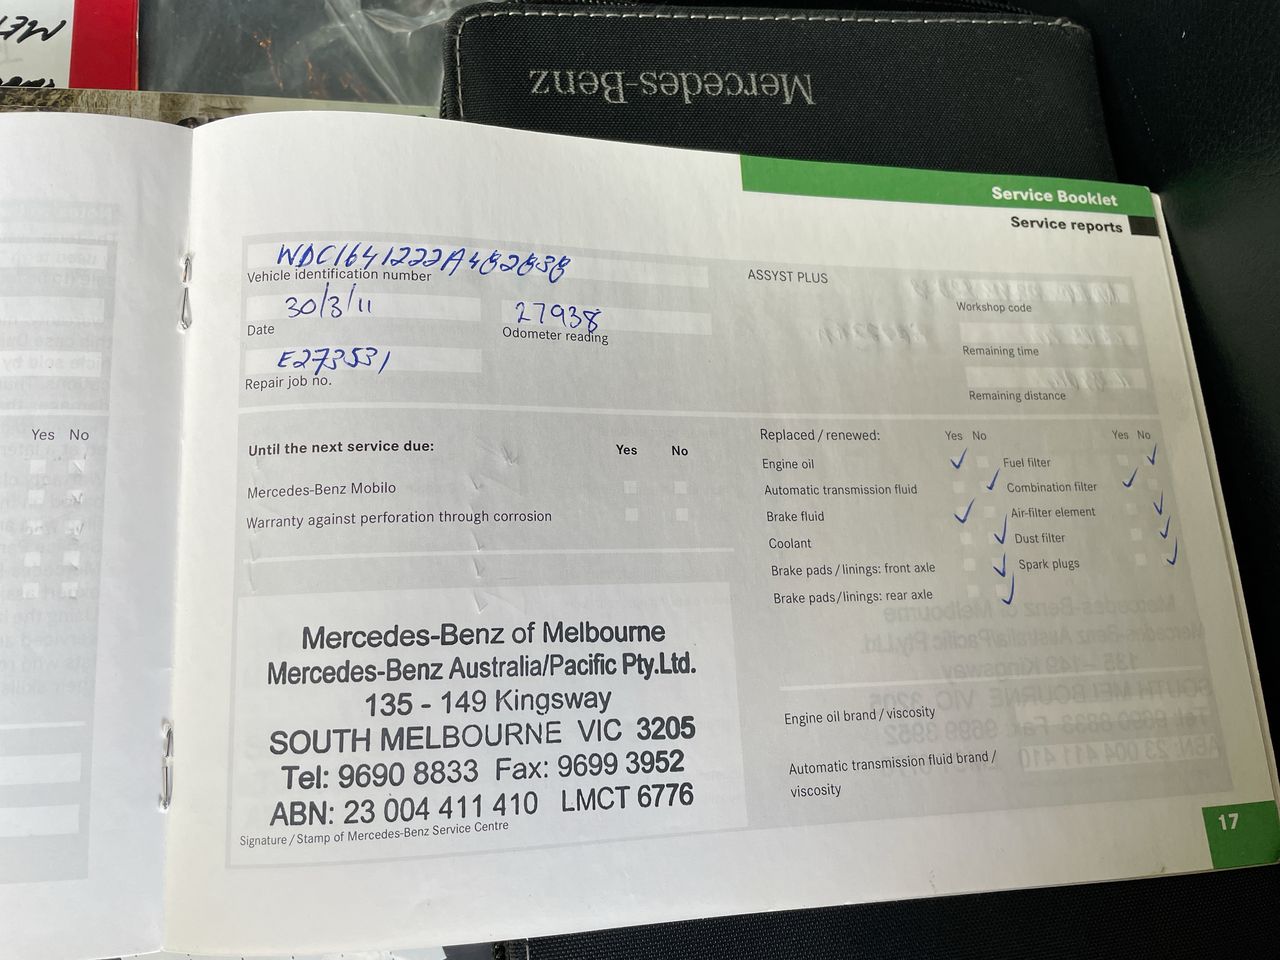 Mercedes-Benz
Service Booklet
Service reports
WDC1641222A482838
Vehicle identification number
30/3/11
Date
27938
Odometer reading
E273531
Repair job no.
ASSYST PLUS
Workshop code
Remaining time
Remaining distance
Yes No
Until the next service due:
Yes No
Mercedes-Benz Mobilo
Warranty against perforation through corrosion
Replaced / renewed:
Yes No
Yes No
Engine oil
Automatic transmission fluid
Brake fluid
Coolant
Brake pads / linings: front axle
Brake pads/linings: rear axle
Fuel filter
Combination filter
Air-filter element
Dust filter
Spark plugs
Mercedes-Benz of Melbourne
Mercedes-Benz Australia/Pacific Pty.Ltd.
135 - 149 Kingsway
SOUTH MELBOURNE VIC 3205
Tel: 9690 8833 Fax: 9699 3952
ABN: 23 004 411 410 LMCT 6776
Signature / Stamp of Mercedes-Benz Service Centre
Engine oil brand / viscosity
Automatic transmission fluid brand /
viscosity
17